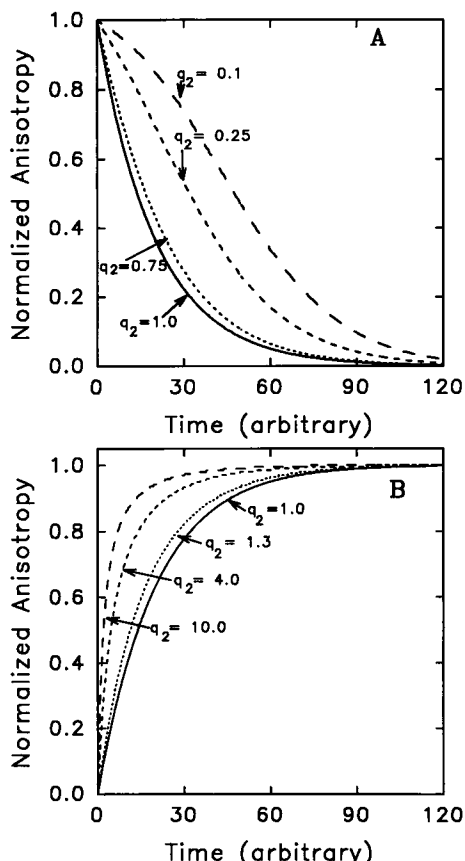 A
1.0
0.8
0.6
0.4
0.2
0.0
Normalized Anisotropy
q2= 0.1
q2= 0.25
q2=0.75
q2=1.0
0
30
60
90
120
Time (arbitrary)
B
1.0
0.8
0.6
0.4
0.2
0.0
Normalized Anisotropy
q2=1.0
q2= 1.3
q2= 4.0
q2= 10.0
0
30
60
90
120
Time (arbitrary)